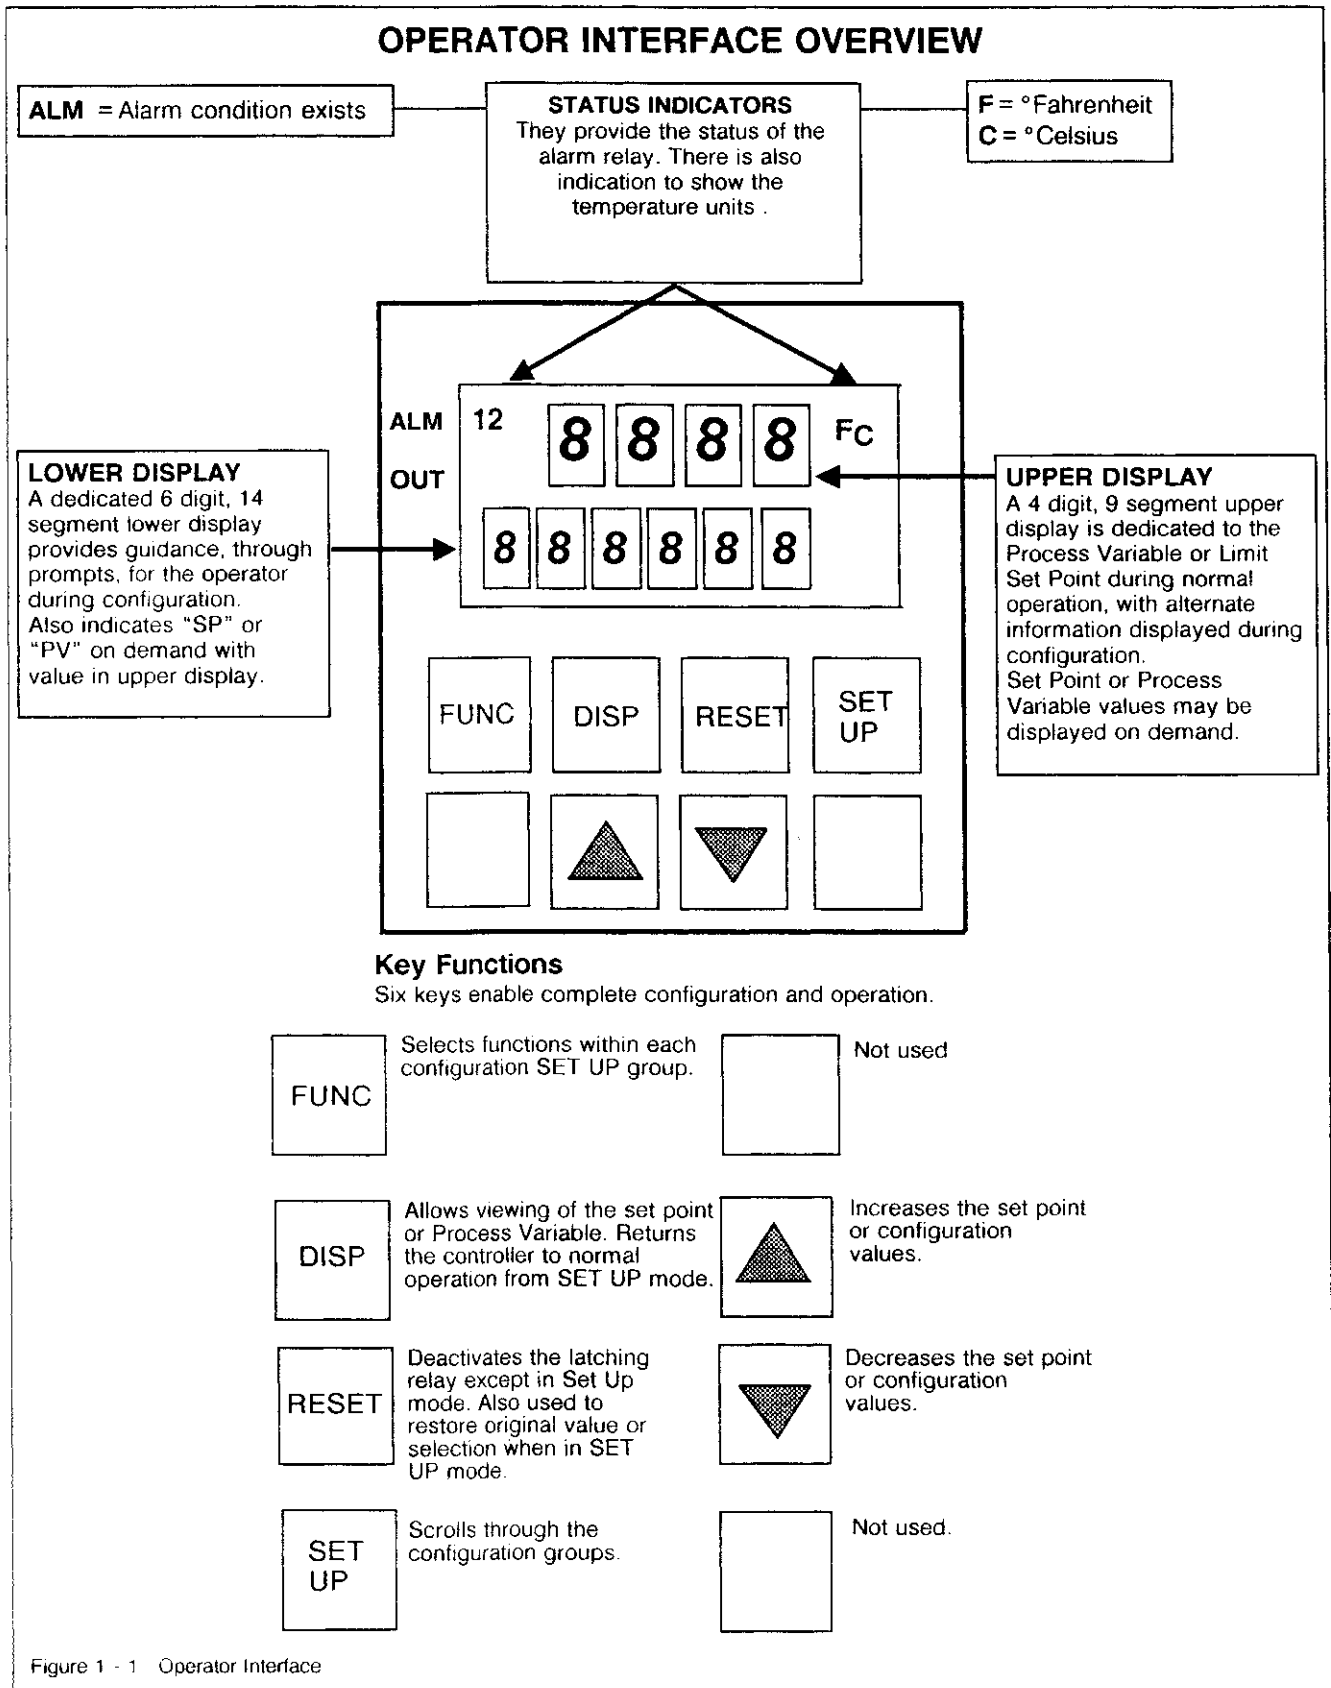 OPERATOR INTERFACE OVERVIEW
ALM = Alarm condition exists
STATUS INDICATORS
They provide the status of the
alarm relay. There is also
indication to show the
temperature units .
F = °Fahrenheit
C = °Celsius
ALM 12 8 8 8 8 F C
OUT
8 8 8 8 8 8
LOWER DISPLAY
A dedicated 6 digit, 14
segment lower display
provides guidance, through
prompts, for the operator
during configuration.
Also indicates "SP" or
"PV" on demand with
value in upper display.
UPPER DISPLAY
A 4 digit, 9 segment upper
display is dedicated to the
Process Variable or Limit
Set Point during normal
operation, with alternate
information displayed during
configuration.
Set Point or Process
Variable values may be
displayed on demand.
FUNC DISP RESET SET
UP
Key Functions
Six keys enable complete configuration and operation.
FUNC
Selects functions within each
configuration SET UP group.
Not used
DISP
Allows viewing of the set point
or Process Variable. Returns
the controller to normal
operation from SET UP mode.
Increases the set point
or configuration
values.
RESET
Deactivates the latching
relay except in Set Up
mode. Also used to
restore original value or
selection when in SET
UP mode.
Decreases the set point
or configuration
values.
SET
UP
Scrolls through the
configuration groups.
Not used.
Figure 1 - 1 Operator Interface